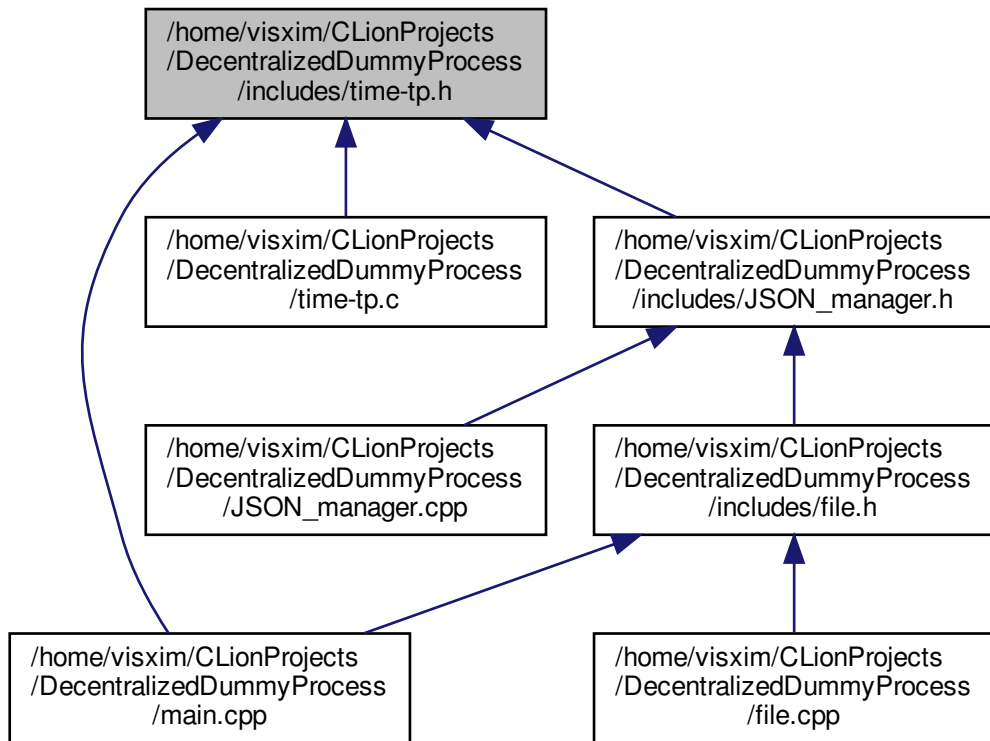 /home/visxim/CLionProjects
/DecentralizedDummyProcess
/includes/time-tp.h
/home/visxim/CLionProjects
/DecentralizedDummyProcess
/time-tp.c
/home/visxim/CLionProjects
/DecentralizedDummyProcess
/includes/JSON_manager.h
/home/visxim/CLionProjects
/DecentralizedDummyProcess
/JSON_manager.cpp
/home/visxim/CLionProjects
/DecentralizedDummyProcess
/includes/file.h
/home/visxim/CLionProjects
/DecentralizedDummyProcess
/main.cpp
/home/visxim/CLionProjects
/DecentralizedDummyProcess
/file.cpp